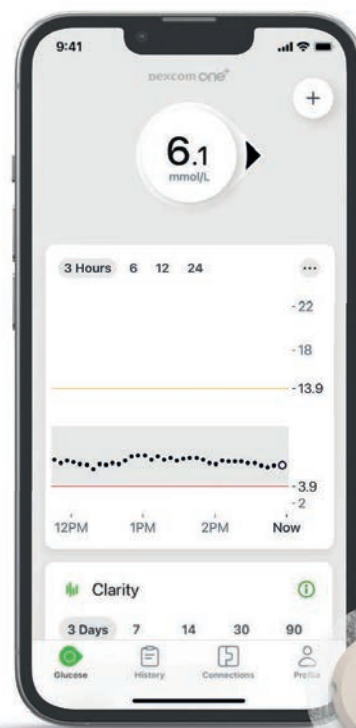 9:41
Dexcom ONE+
+
6.1
mmol/L
3 Hours 6 12 24 ...
-22
-18
-13.9
-3.9
-2
12PM 1PM 2PM Now
Clarity
3 Days 7 14 30 90
Glucose History Connections Profile